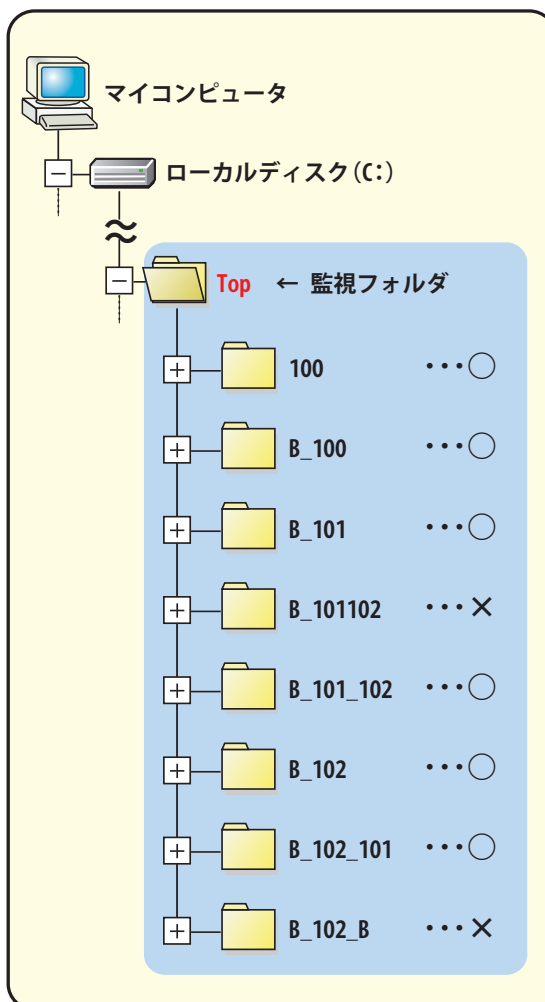 マイコンピュータ
ローカルディスク(C:)
Top ← 監視フォルダ
100 ・・・○
B_100 ・・・○
B_101 ・・・○
B_101102 ・・・×
B_101_102 ・・・○
B_102 ・・・○
B_102_101 ・・・○
B_102_B ・・・×